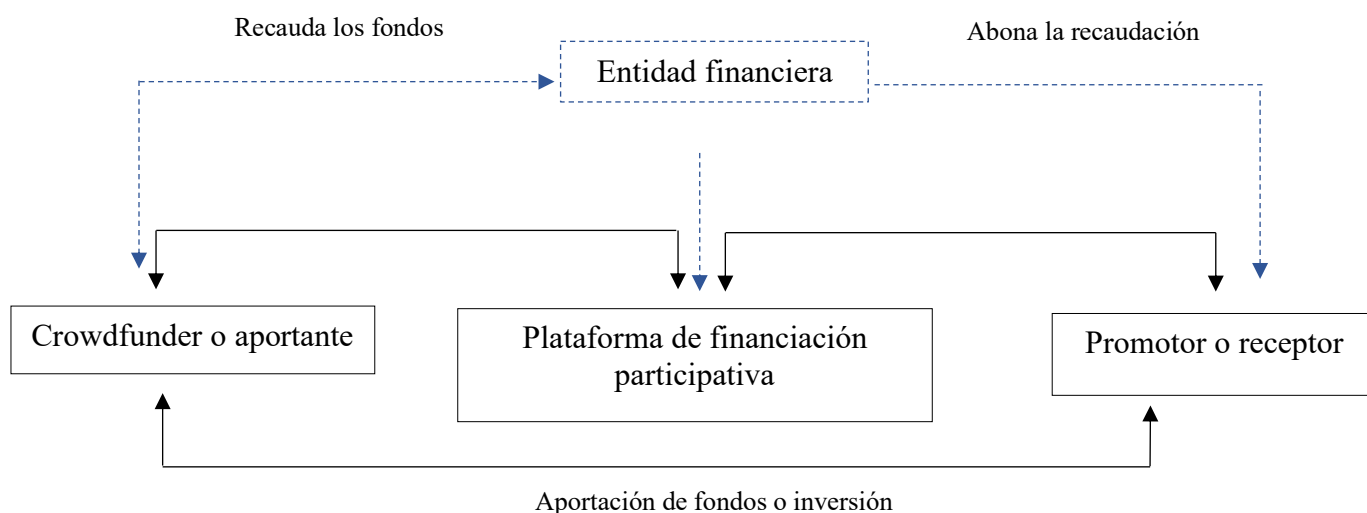 Recauda los fondos
Abona la recaudación
Entidad financiera
Crowdfunder o aportante
Plataforma de financiación
participativa
Promotor o receptor
Aportación de fondos o inversión